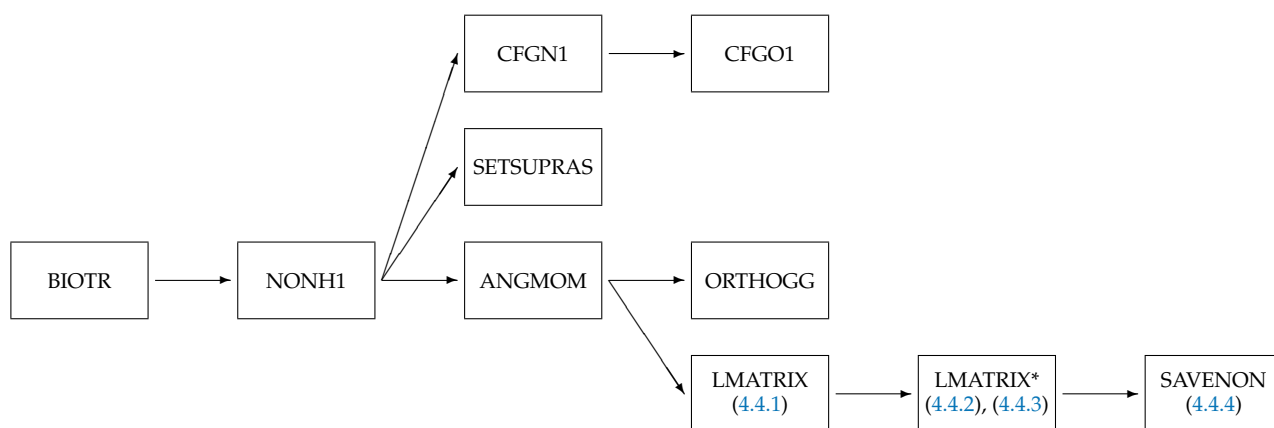 CFGN1
CFGO1
SETSUPRAS
BIOTR
NONH1
ANGMOM
ORTHOGG
LMATRIX
(4.4.1)
LMATRIX*
(4.4.2), (4.4.3)
SAVENON
(4.4.4)